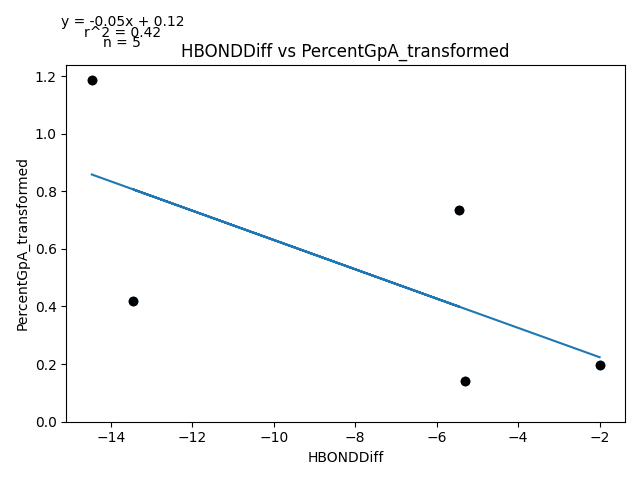 y = -0.05x + 0.12
r^2 = 0.42
n = 5
HBONDDiff vs PercentGpA_transformed
PercentGpA_transformed
1.2
1.0
0.8
0.6
0.4
0.2
0.0
−14
−12
−10
−8
−6
−4
−2
HBONDDiff